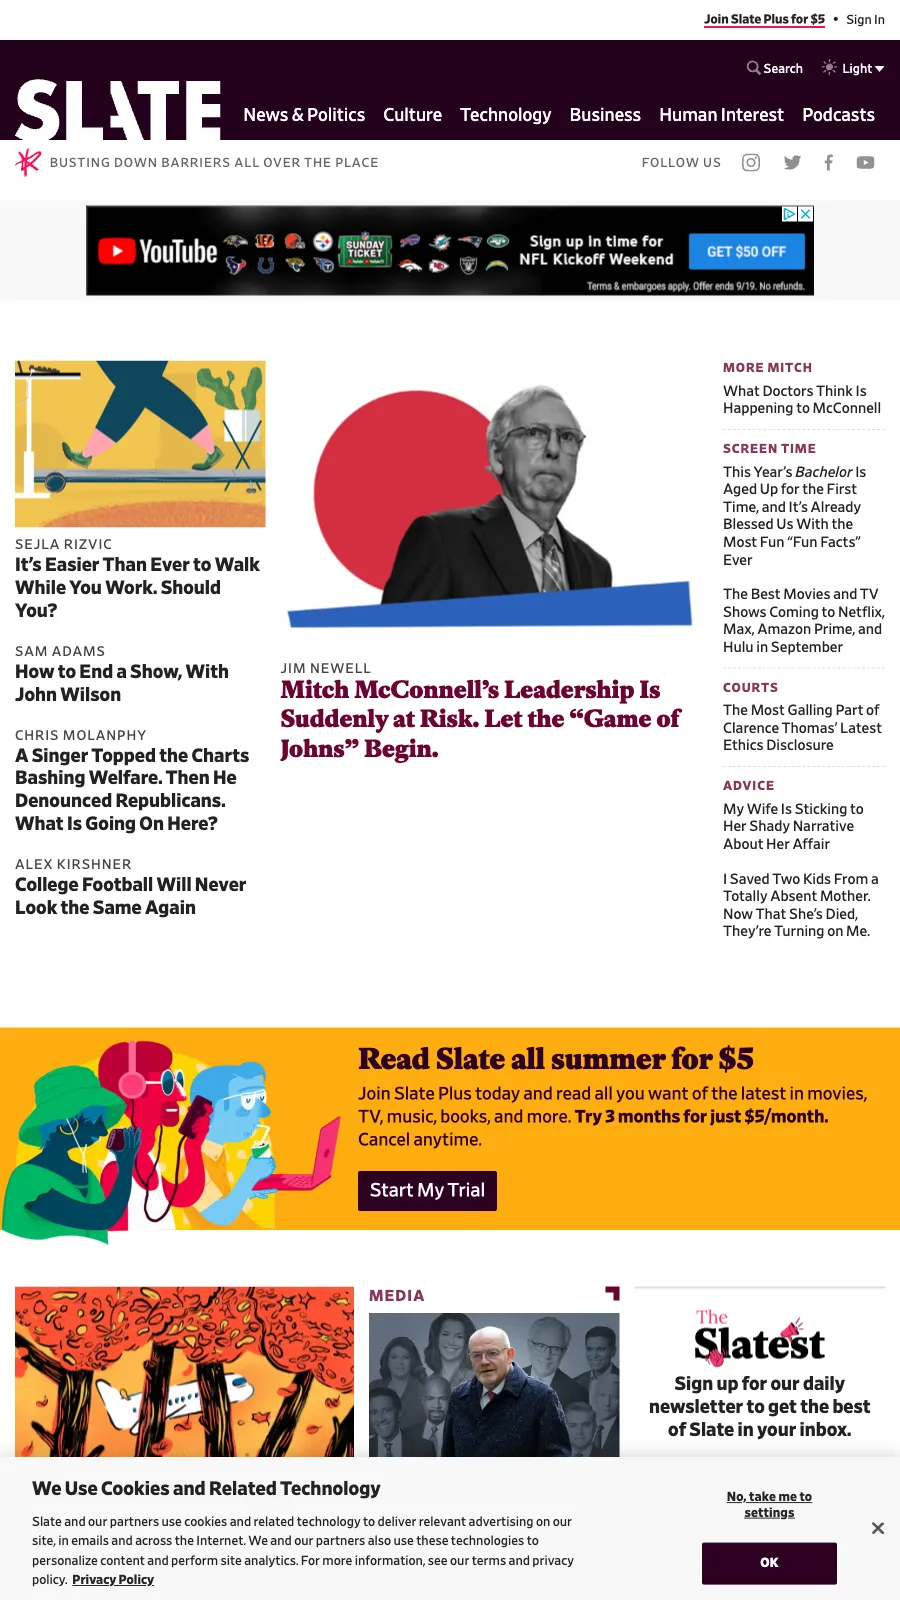 Join Slate Plus for $5 • Sign In
Search Light
SLATE
News & Politics Culture Technology Business Human Interest Podcasts
BUSTING DOWN BARRIERS ALL OVER THE PLACE
FOLLOW US
YouTube
SUNDAY
TICKET
Sign up in time for
NFL Kickoff Weekend
GET $50 OFF
Terms & embargoes apply. Offer ends 9/19. No refunds.
SEJLA RIZVIC
It’s Easier Than Ever to Walk
While You Work. Should
You?
SAM ADAMS
How to End a Show, With
John Wilson
CHRIS MOLANPHY
A Singer Topped the Charts
Bashing Welfare. Then He
Denounced Republicans.
What Is Going On Here?
ALEX KIRSHNER
College Football Will Never
Look the Same Again
JIM NEWELL
Mitch McConnell’s Leadership Is
Suddenly at Risk. Let the “Game of
Johns” Begin.
MORE MITCH
What Doctors Think Is
Happening to McConnell
SCREEN TIME
This Year’s Bachelor Is
Aged Up for the First
Time, and It’s Already
Blessed Us With the
Most Fun “Fun Facts”
Ever
The Best Movies and TV
Shows Coming to Netflix,
Max, Amazon Prime, and
Hulu in September
COURTS
The Most Galling Part of
Clarence Thomas’ Latest
Ethics Disclosure
ADVICE
My Wife Is Sticking to
Her Shady Narrative
About Her Affair
I Saved Two Kids From a
Totally Absent Mother.
Now That She’s Died,
They’re Turning on Me.
Read Slate all summer for $5
Join Slate Plus today and read all you want of the latest in movies,
TV, music, books, and more. Try 3 months for just $5/month.
Cancel anytime.
Start My Trial
MEDIA
The
Slatest
Sign up for our daily
newsletter to get the best
of Slate in your inbox.
We Use Cookies and Related Technology
Slate and our partners use cookies and related technology to deliver relevant advertising on our
site, in emails and across the Internet. We and our partners also use these technologies to
personalize content and perform site analytics. For more information, see our terms and privacy
policy. Privacy Policy
No, take me to
settings
OK